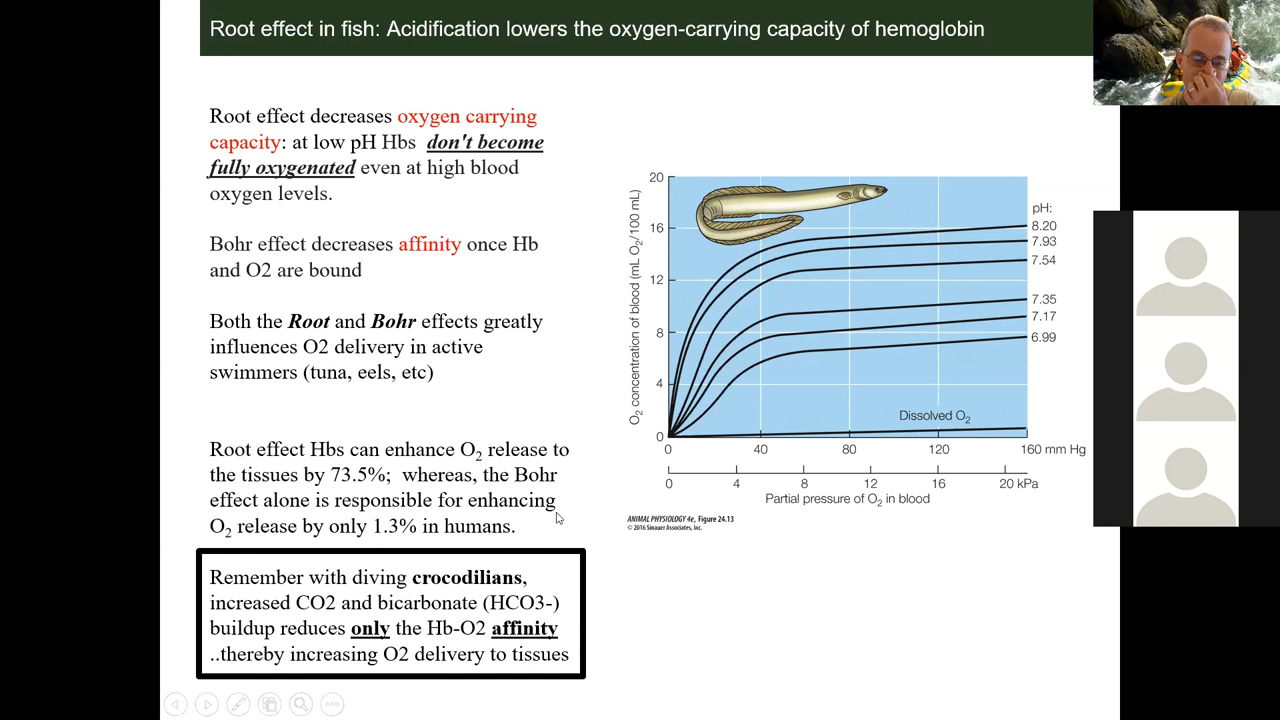 Root effect in fish: Acidification lowers the oxygen-carrying capacity of hemoglobin
Root effect decreases oxygen carrying
capacity: at low pH Hbs don't become
fully oxygenated even at high blood
oxygen levels.
Bohr effect decreases affinity once Hb
and O2 are bound
Both the Root and Bohr effects greatly
influences O2 delivery in active
swimmers (tuna, eels, etc)
Root effect Hbs can enhance O2 release to
the tissues by 73.5%; whereas, the Bohr
effect alone is responsible for enhancing
O2 release by only 1.3% in humans.
Remember with diving crocodilians,
increased CO2 and bicarbonate (HCO3-)
buildup reduces only the Hb-O2 affinity
..thereby increasing O2 delivery to tissues
O2 concentration of blood (mL O2/100 mL)
20
16
12
8
4
0
pH:
8.20
7.93
7.54
7.35
7.17
6.99
Dissolved O2
0 40 80 120 160 mm Hg
0 4 8 12 16 20 kPa
Partial pressure of O2 in blood
ANIMAL PHYSIOLOGY 4e, Figure 24.13
© 2016 Sinauer Associates, Inc.